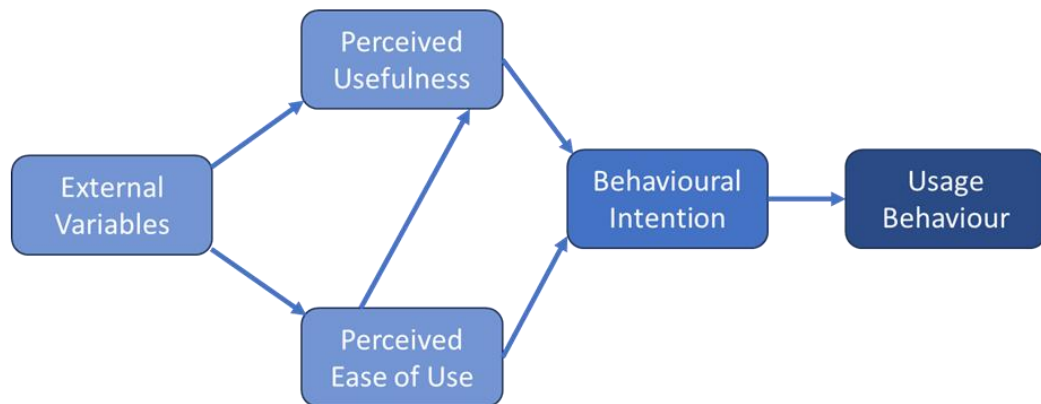 Perceived
Usefulness
External
Variables
Behavioural
Intention
Usage
Behaviour
Perceived
Ease of Use